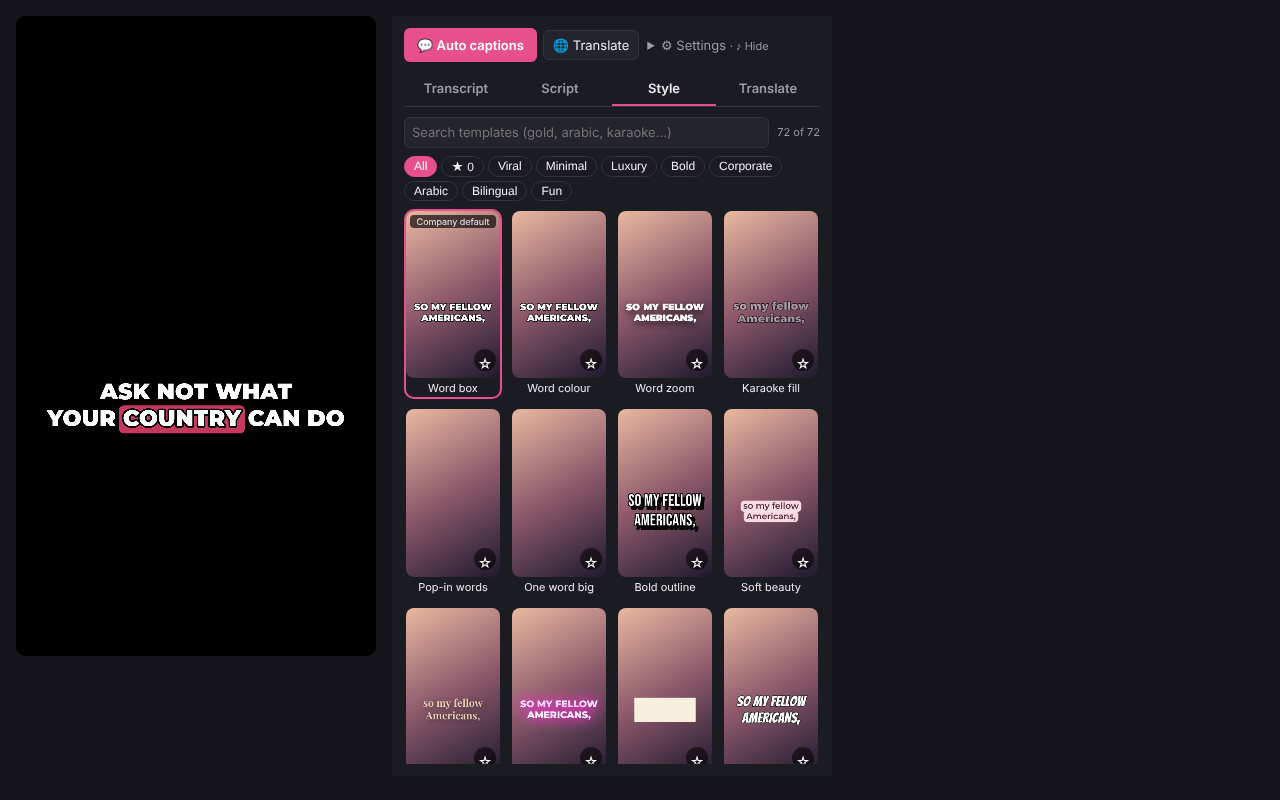 ASK NOT WHAT
YOUR COUNTRY CAN DO
💬 Auto captions
🌐 Translate
▶ ⚙ Settings · ♪ Hide
Transcript
Script
Style
Translate
Search templates (gold, arabic, karaoke…)
72 of 72
All
★ 0
Viral
Minimal
Luxury
Bold
Corporate
Arabic
Bilingual
Fun
Company default
SO MY FELLOW
AMERICANS,
☆
Word box
SO MY FELLOW
AMERICANS,
☆
Word colour
SO MY FELLOW
AMERICANS,
☆
Word zoom
so my fellow
Americans,
☆
Karaoke fill
☆
Pop-in words
☆
One word big
SO MY FELLOW
AMERICANS,
☆
Bold outline
so my fellow
Americans,
☆
Soft beauty
so my fellow
Americans,
☆
SO MY FELLOW
AMERICANS,
☆
☆
SO MY FELLOW
AMERICANS,
☆